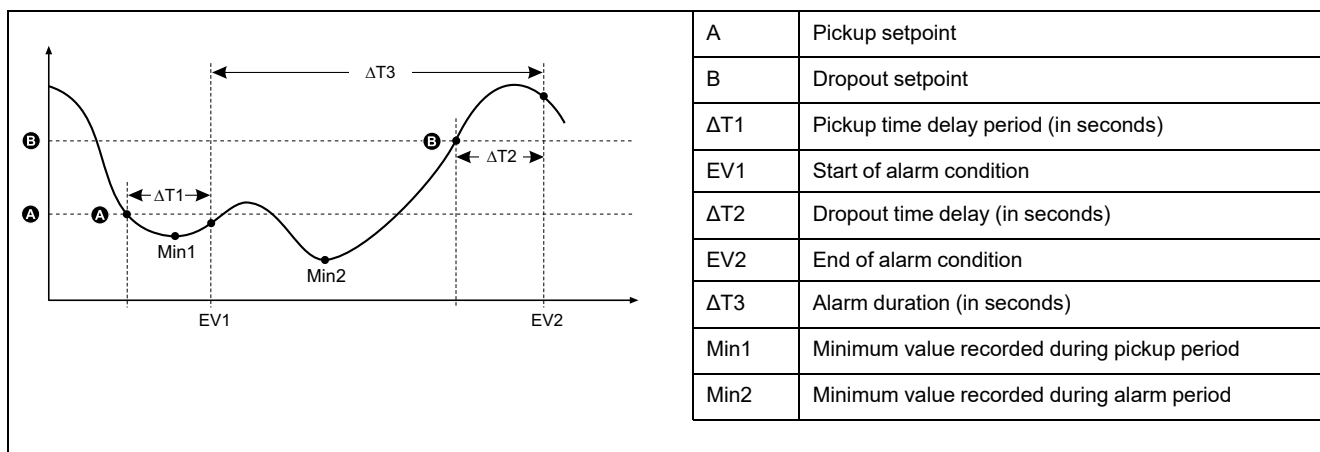 ΔT3
B
B
ΔT2
ΔT1
A
A
Min1
Min2
EV1
EV2
A Pickup setpoint
B Dropout setpoint
ΔT1 Pickup time delay period (in seconds)
EV1 Start of alarm condition
ΔT2 Dropout time delay (in seconds)
EV2 End of alarm condition
ΔT3 Alarm duration (in seconds)
Min1 Minimum value recorded during pickup period
Min2 Minimum value recorded during alarm period